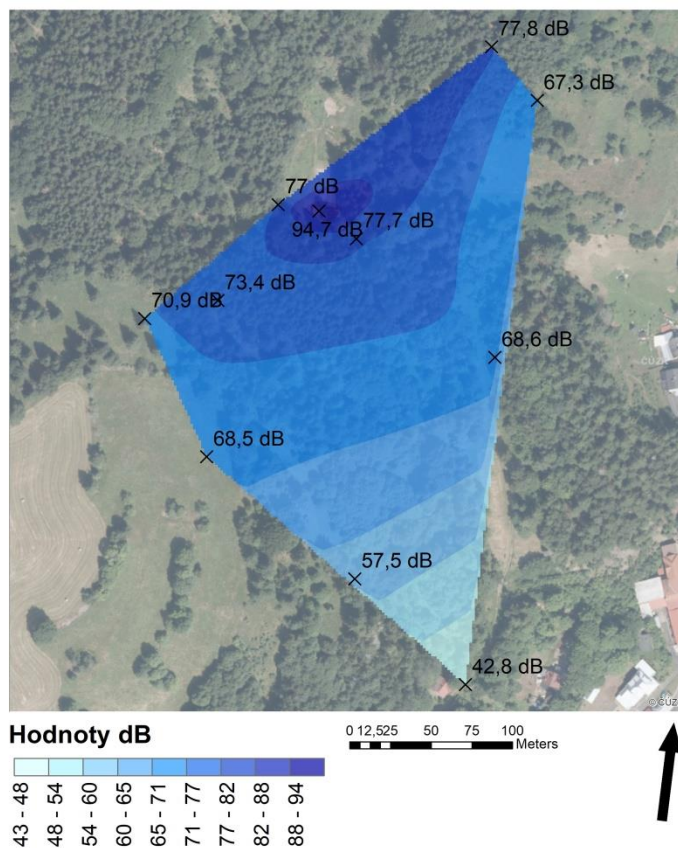 77,8 dB
67,3 dB
77 dB
94,7 dB
77,7 dB
73,4 dB
70,9 dB
68,6 dB
68,5 dB
57,5 dB
42,8 dB
Hodnoty dB
43 - 48
48 - 54
54 - 60
60 - 65
65 - 71
71 - 77
77 - 82
82 - 88
88 - 94
0 12,525 50 75 100
Meters